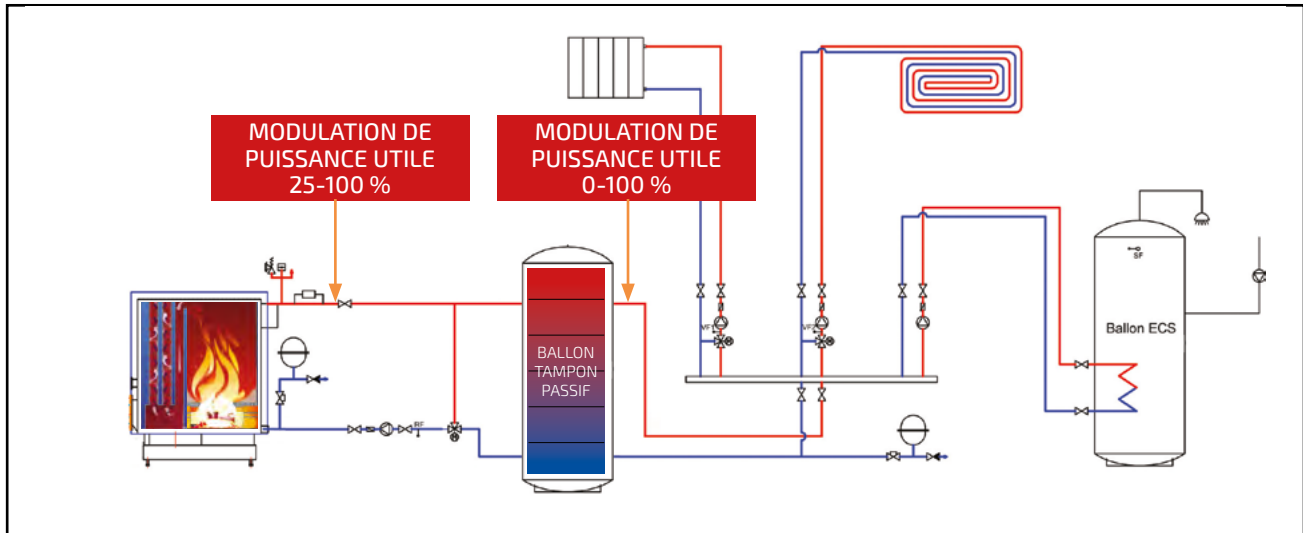 MODULATION DE
PUISSANCE UTILE
25-100 %
MODULATION DE
PUISSANCE UTILE
0-100 %
BALLON
TAMPON
PASSIF
VF1
VF2
SF
Ballon ECS
RF
M
M
M